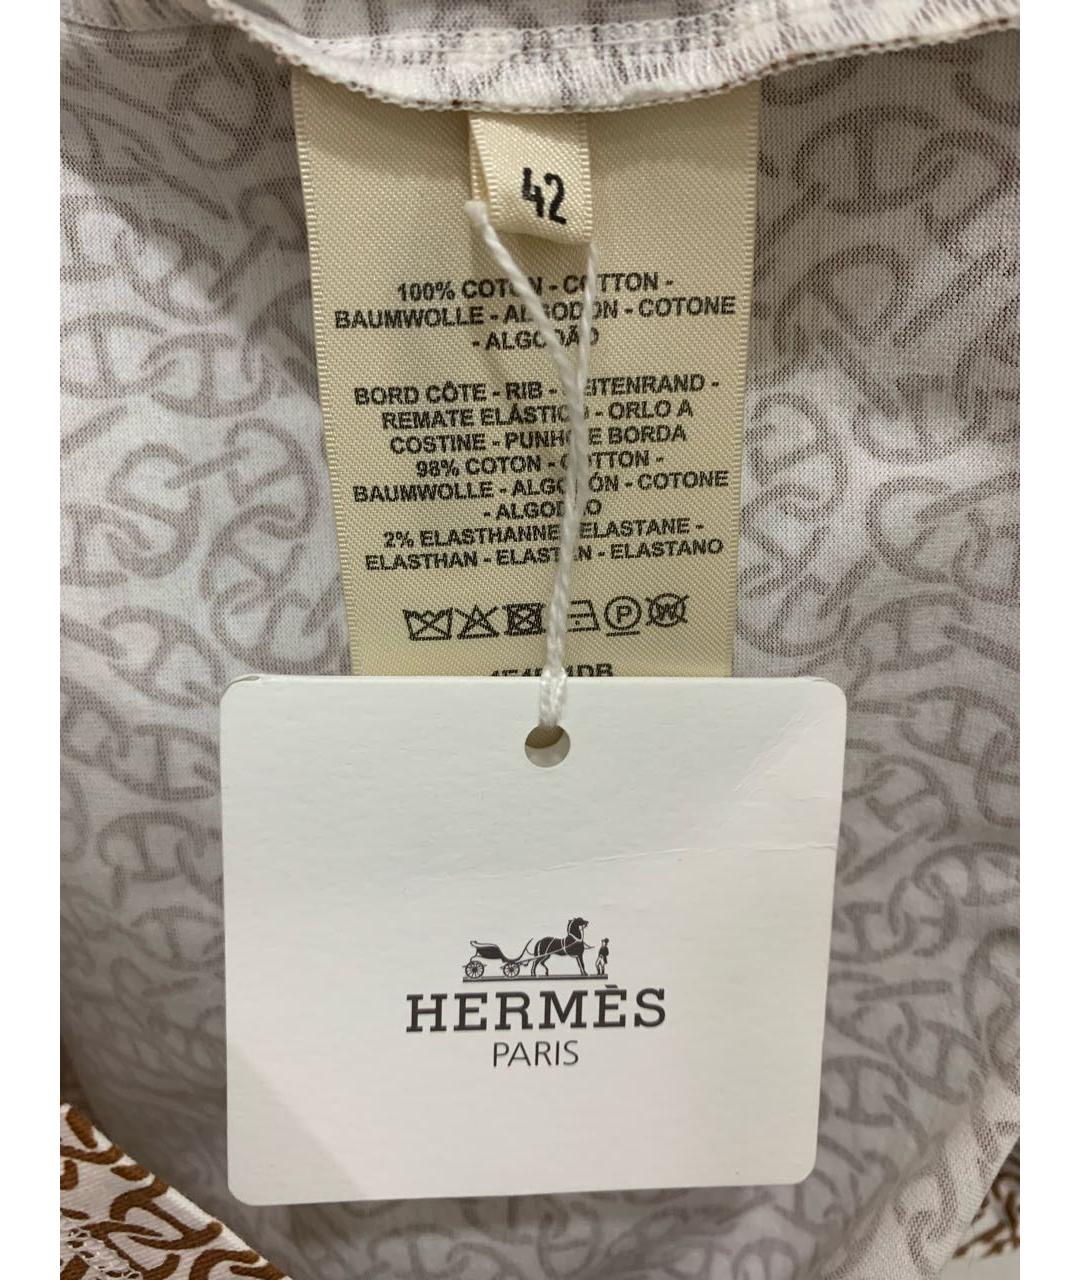 42
100% COTON - COTTON -
BAUMWOLLE - ALGODON - COTONE
- ALGODÃO
BORD CÔTE - RIB - SEITENRAND -
REMATE ELÁSTICO - ORLO A
COSTINE - PUNHO E BORDA
98% COTON - COTTON -
BAUMWOLLE - ALGODÓN - COTONE
- ALGODÃO
2% ELASTHANNE - ELASTANE -
ELASTHAN - ELASTAN - ELASTANO
P W
HERMÈS
PARIS